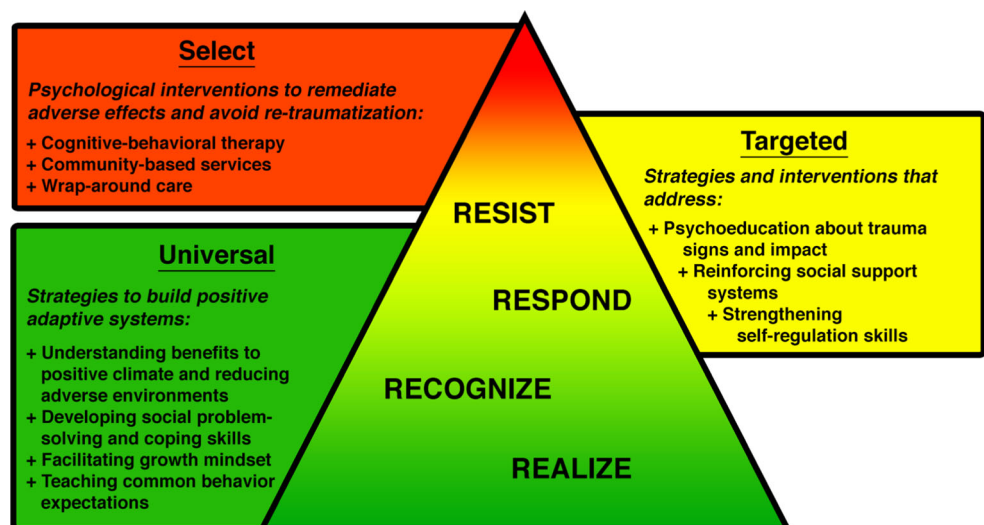 Select
Psychological interventions to remediate
adverse effects and avoid re-traumatization:
+ Cognitive-behavioral therapy
+ Community-based services
+ Wrap-around care
Universal
Strategies to build positive
adaptive systems:
+ Understanding benefits to
positive climate and reducing
adverse environments
+ Developing social problem-
solving and coping skills
+ Facilitating growth mindset
+ Teaching common behavior
expectations
RESIST
RESPOND
RECOGNIZE
REALIZE
Targeted
Strategies and interventions that
address:
+ Psychoeducation about trauma
signs and impact
+ Reinforcing social support
systems
+ Strengthening
self-regulation skills